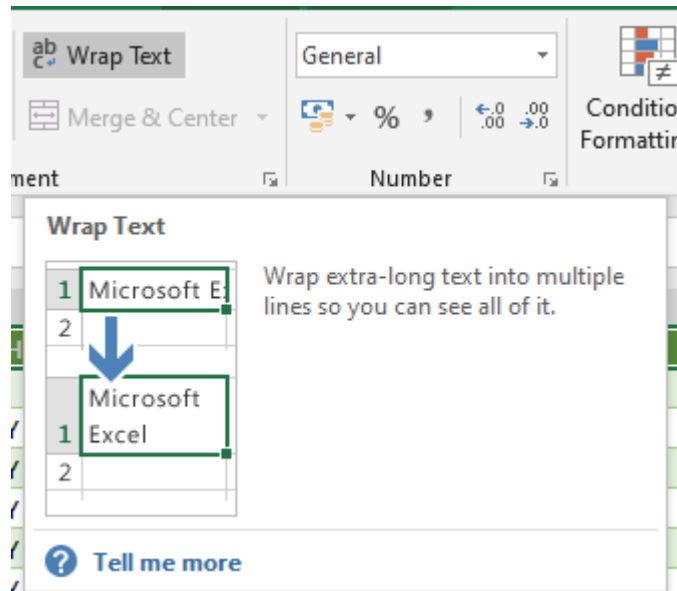 ab
c
Wrap Text
General
Merge & Center
%
,
.0
.00
.00
.0
Conditio
Formattin
ment
Number
Wrap Text
1 Microsoft E
2
Microsoft
1 Excel
2
Wrap extra-long text into multiple
lines so you can see all of it.
H
Y
Y
Y
Y
Y
? Tell me more